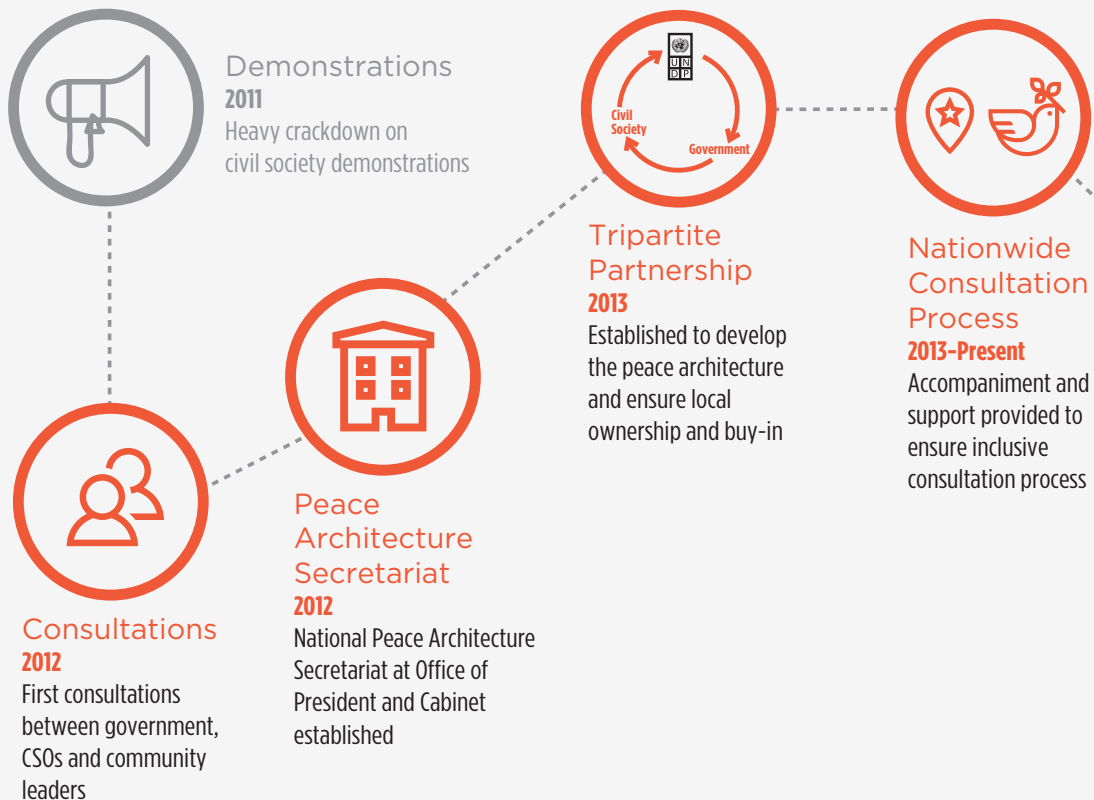 Demonstrations
2011
Heavy crackdown on
civil society demonstrations
Consultations
2012
First consultations
between government,
CSOs and community
leaders
Peace
Architecture
Secretariat
2012
National Peace Architecture
Secretariat at Office of
President and Cabinet
established
U N
D P
Civil
Society
Government
Tripartite
Partnership
2013
Established to develop
the peace architecture
and ensure local
ownership and buy-in
Nationwide
Consultation
Process
2013-Present
Accompaniment and
support provided to
ensure inclusive
consultation process